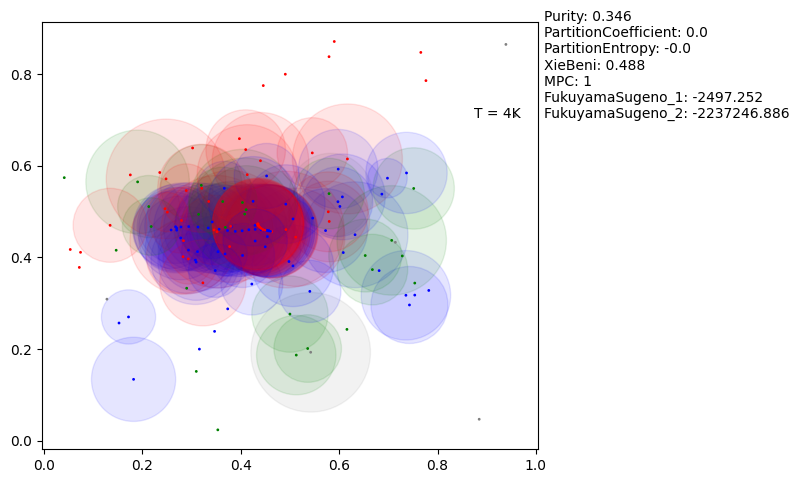 Purity: 0.346
PartitionCoefficient: 0.0
PartitionEntropy: -0.0
XieBeni: 0.488
MPC: 1
FukuyamaSugeno_1: -2497.252
FukuyamaSugeno_2: -2237246.886
T = 4K
0.8
0.6
0.4
0.2
0.0
0.0 0.2 0.4 0.6 0.8 1.0